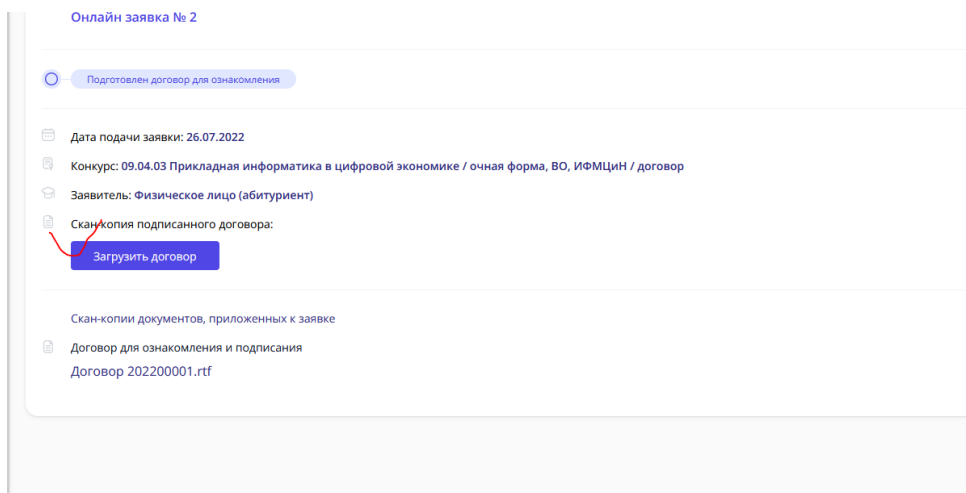 Онлайн заявка № 2
Подготовлен договор для ознакомления
Дата подачи заявки: 26.07.2022
Конкурс: 09.04.03 Прикладная информатика в цифровой экономике / очная форма, ВО, ИФМЦиН / договор
Заявитель: Физическое лицо (абитуриент)
Скан-копия подписанного договора:
Загрузить договор
Скан-копии документов, приложенных к заявке
Договор для ознакомления и подписания
Договор 202200001.rtf